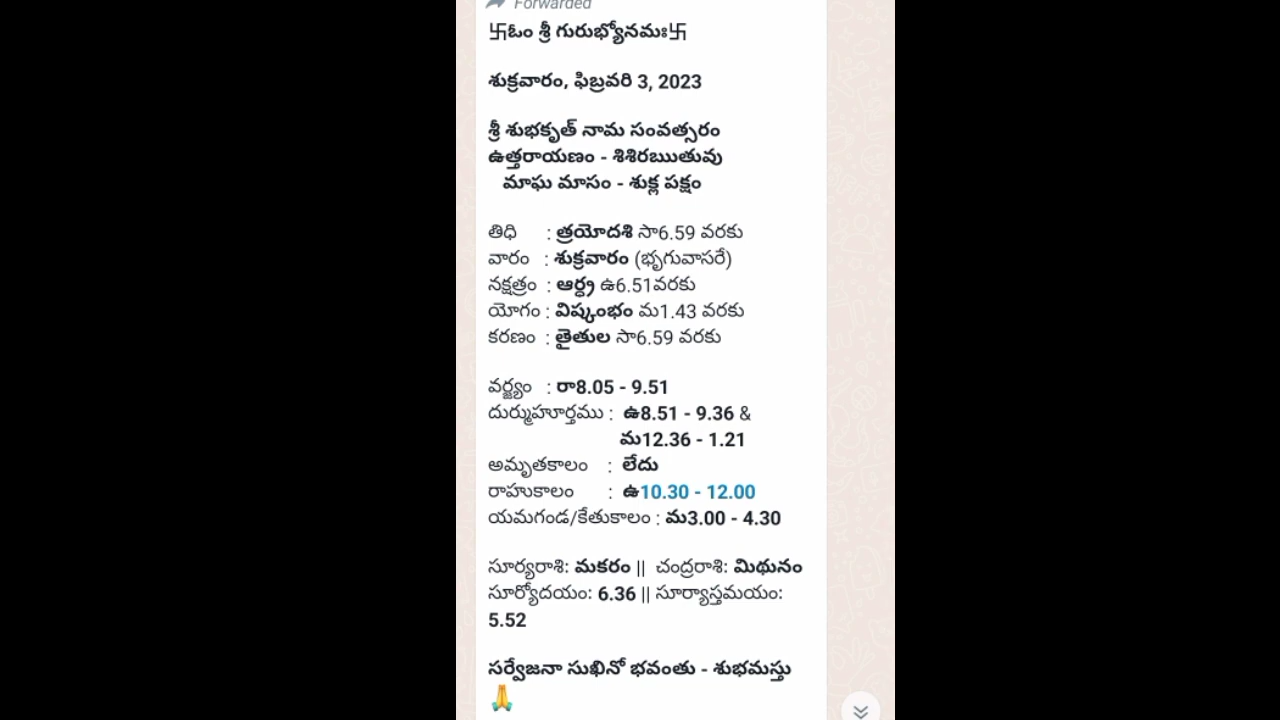 Forwarded
卐ఓం శ్రీ గురుభ్యోనమః卐
శుక్రవారం, ఫిబ్రవరి 3, 2023
శ్రీ శుభకృత్ నామ సంవత్సరం
ఉత్తరాయణం - శిశిరఋతువు
మాఘ మాసం - శుక్ల పక్షం
తిధి : త్రయోదశి సా6.59 వరకు
వారం : శుక్రవారం (భృగువాసరే)
నక్షత్రం : ఆర్ధ్ర ఉ6.51వరకు
యోగం : విష్కంభం మ1.43 వరకు
కరణం : తైతుల సా6.59 వరకు
వర్జ్యం : రా8.05 - 9.51
దుర్ముహూర్తము : ఉ8.51 - 9.36 &
మ12.36 - 1.21
అమృతకాలం : లేదు
రాహుకాలం : ఉ10.30 - 12.00
యమగండ/కేతుకాలం : మ3.00 - 4.30
సూర్యరాశి: మకరం || చంద్రరాశి: మిథునం
సూర్యోదయం: 6.36 || సూర్యాస్తమయం:
5.52
సర్వేజనా సుఖినో భవంతు - శుభమస్తు
🙏